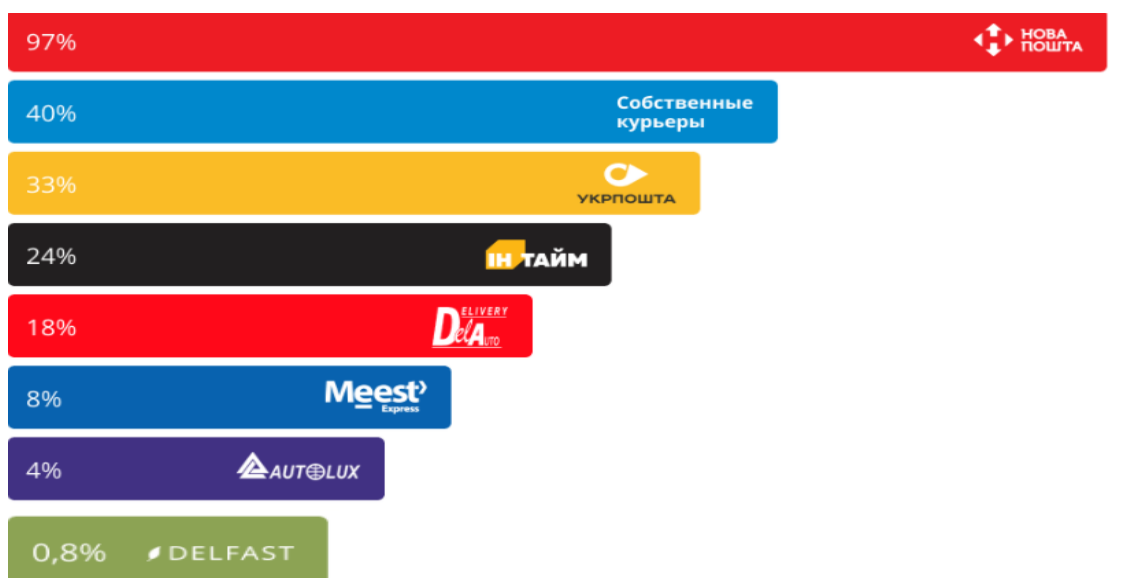 97%
НОВА
ПОШТА
40%
Собственные
курьеры
33%
УКРПОШТА
24%
ІН ТАЙМ
18%
DELIVERY
DelAuto
8%
Meest
Express
4%
AUTOLUX
0,8%
DELFAST